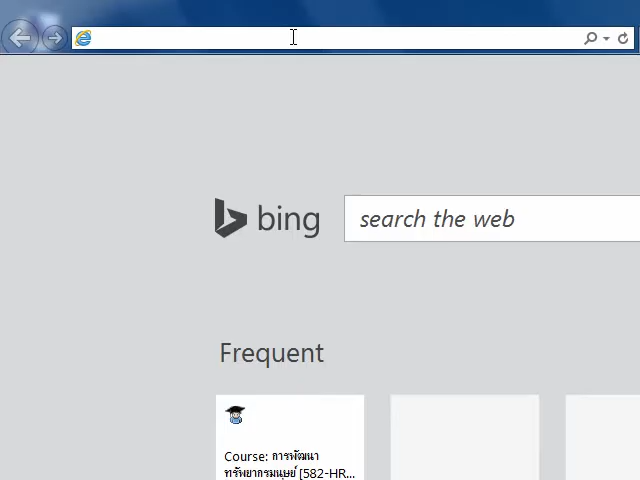 bing
search the web
Frequent
Course: การพัฒนา
ทรัพยากรมนุษย์ [582-HR...